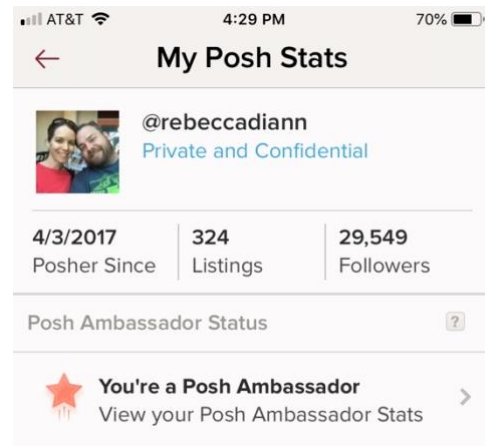 AT&T 4:29 PM 70%
My Posh Stats
@rebeccadiann
Private and Confidential
4/3/2017 324 29,549
Posher Since Listings Followers
Posh Ambassador Status ?
You're a Posh Ambassador
View your Posh Ambassador Stats